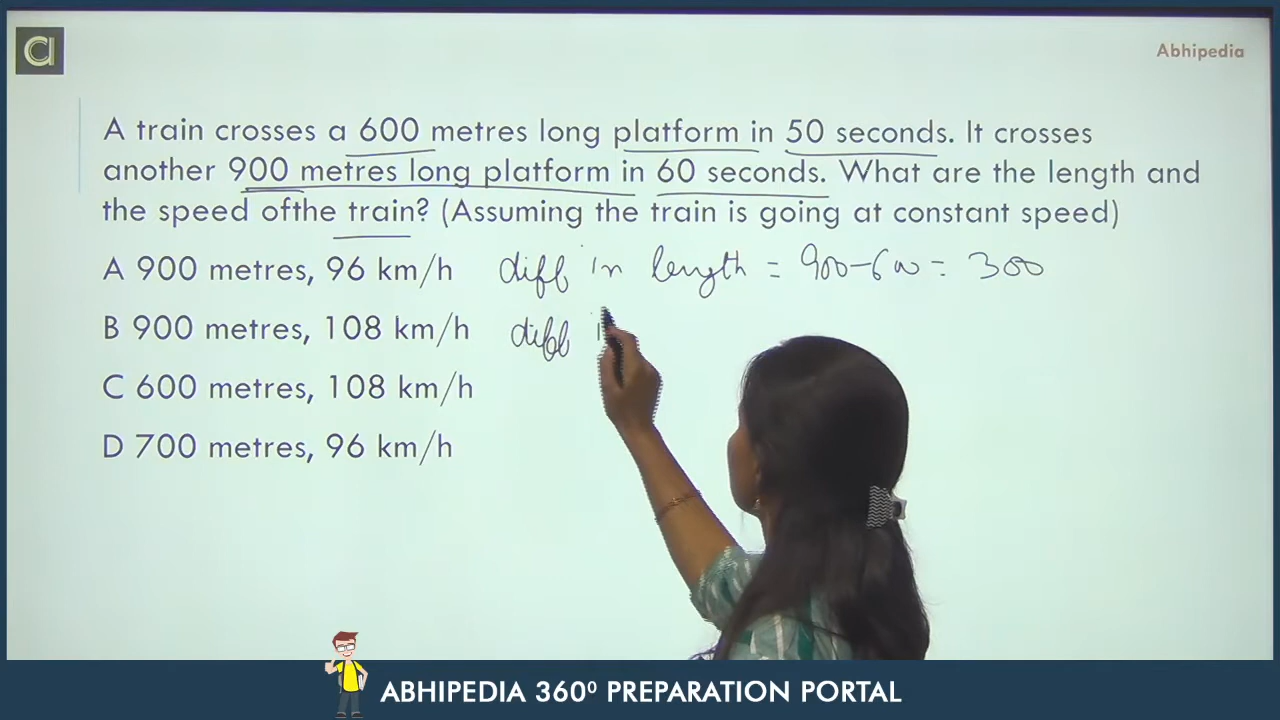 Abhipedia
A train crosses a 600 metres long platform in 50 seconds. It crosses
another 900 metres long platform in 60 seconds. What are the length and
the speed ofthe train? (Assuming the train is going at constant speed)
A 900 metres, 96 km/h
diff in length = 900-600 = 300
B 900 metres, 108 km/h
diff i
C 600 metres, 108 km/h
D 700 metres, 96 km/h
ABHIPEDIA 360⁰ PREPARATION PORTAL